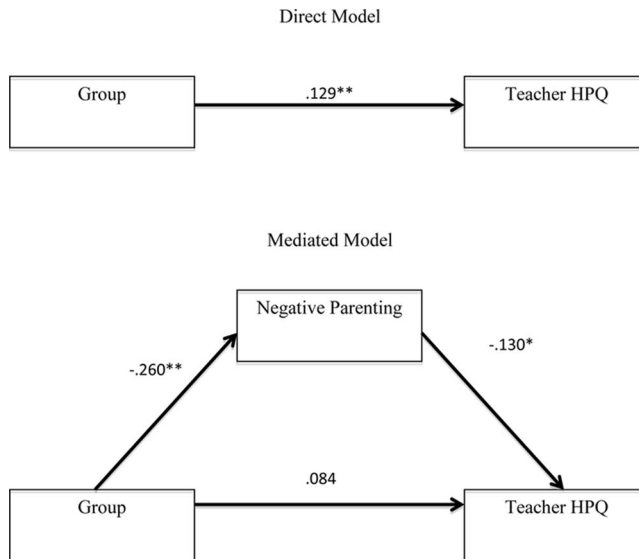 Direct Model
Group
.129**
Teacher HPQ
Mediated Model
Negative Parenting
-.260**
-.130*
Group
.084
Teacher HPQ